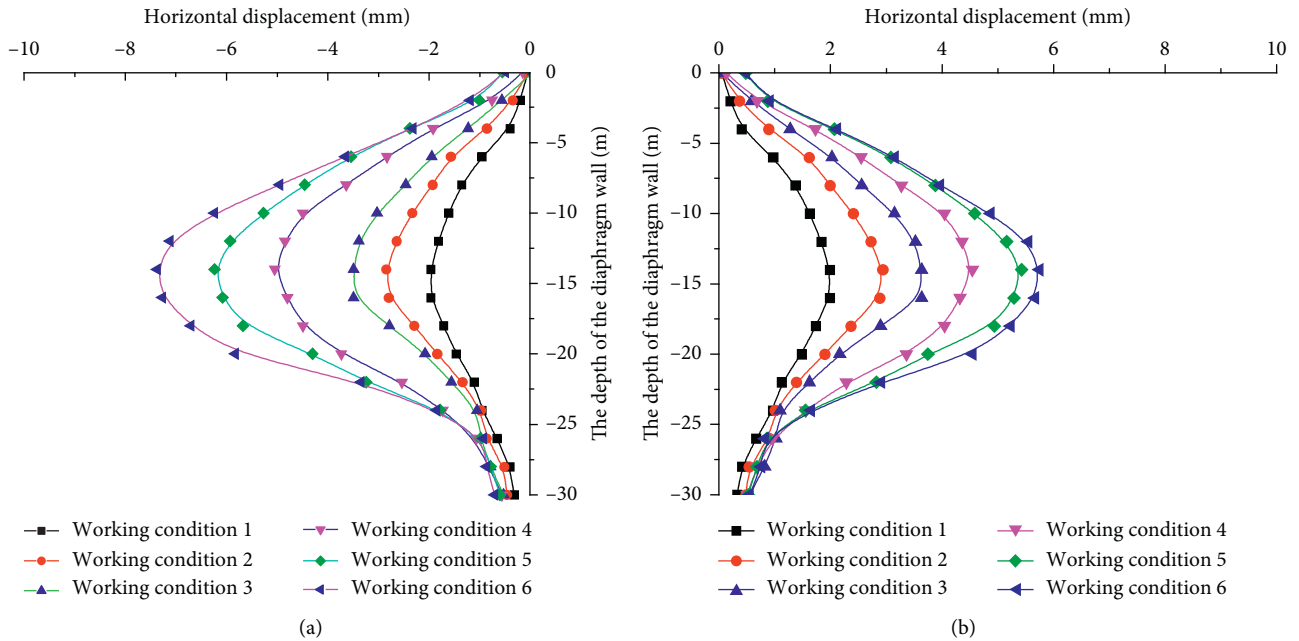 Horizontal displacement (mm)
–10 –8 –6 –4 –2 0
0
–5
–10
–15
–20
–25
–30
The depth of the diaphragm wall (m)
Working condition 1
Working condition 2
Working condition 3
Working condition 4
Working condition 5
Working condition 6
(a)
Horizontal displacement (mm)
0 2 4 6 8 10
0
–5
–10
–15
–20
–25
–30
The depth of the diaphragm wall (m)
Working condition 1
Working condition 2
Working condition 3
Working condition 4
Working condition 5
Working condition 6
(b)